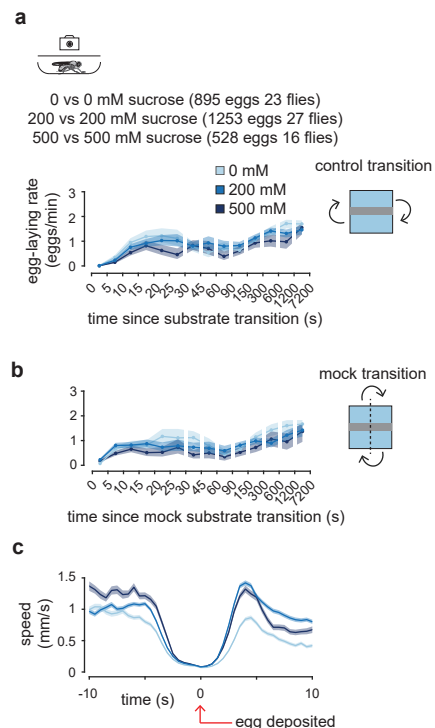 a
0 vs 0 mM sucrose (895 eggs 23 flies)
200 vs 200 mM sucrose (1253 eggs 27 flies)
500 vs 500 mM sucrose (528 eggs 16 flies)
0 mM
200 mM
500 mM
control transition
egg-laying rate
(eggs/min)
3
2
1
0
0 5 10 15 20 25 30 45 60 90 150 300 600 1200 7200
time since substrate transition (s)
b
mock transition
3
2
1
0
0 5 10 15 20 25 30 45 60 90 150 300 600 1200 7200
time since mock substrate transition (s)
c
speed
(mm/s)
1.5
1
0.5
0
-10 0 10
time (s)
egg deposited